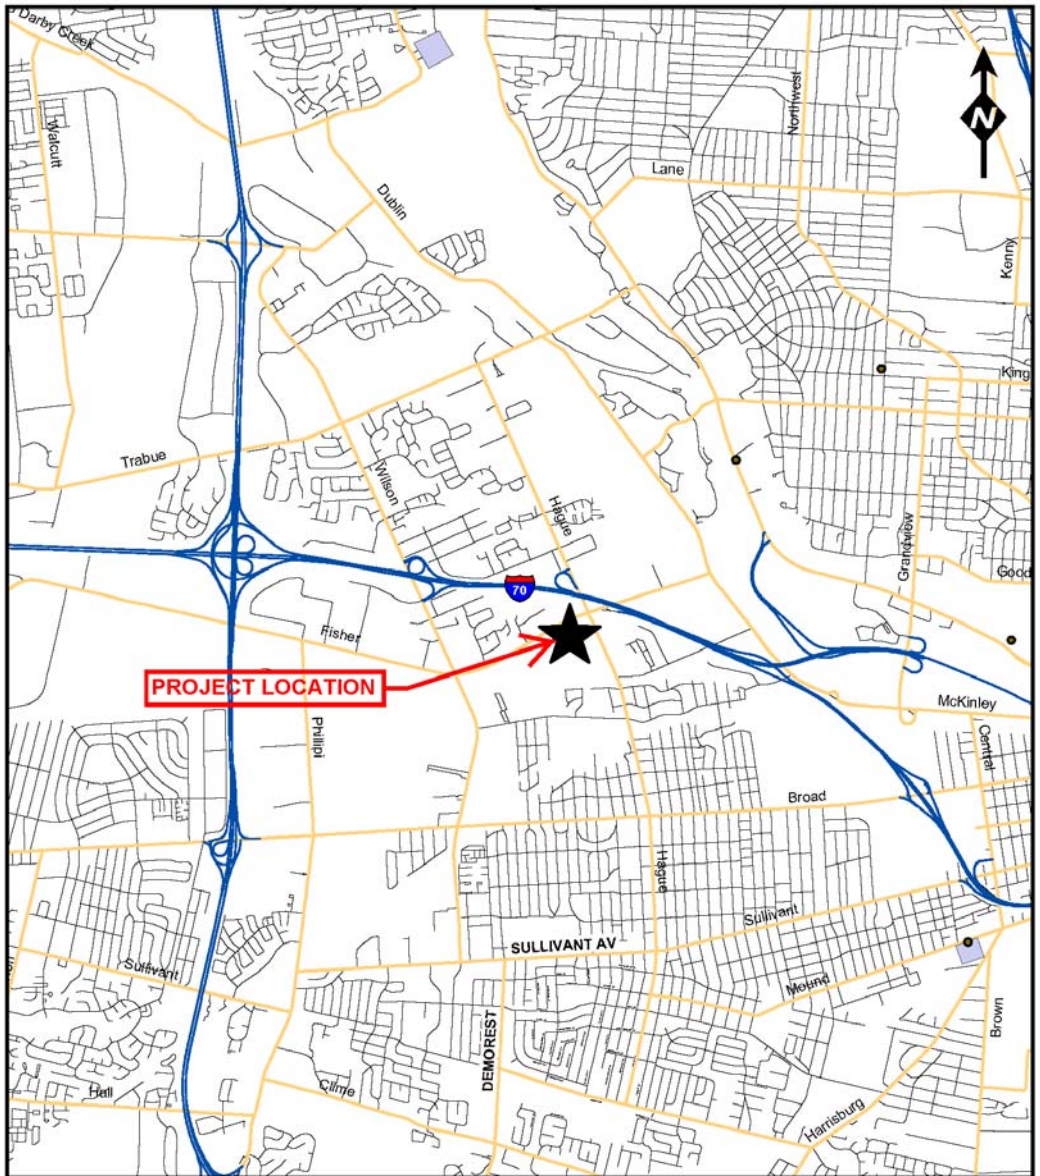 Darby Creek
Walcutt
Northwest
N
Lane
Dublin
Kenny
King
Trabue
Wilson
Hague
Grandview
Good
70
Fisher
PROJECT LOCATION
McKinley
Phillipi
Central
Broad
Hague
Sullivant
SULLIVANT AV
Sullivant
Mound
Brown
DEMOREST
Hall
Clime
Harrisburg